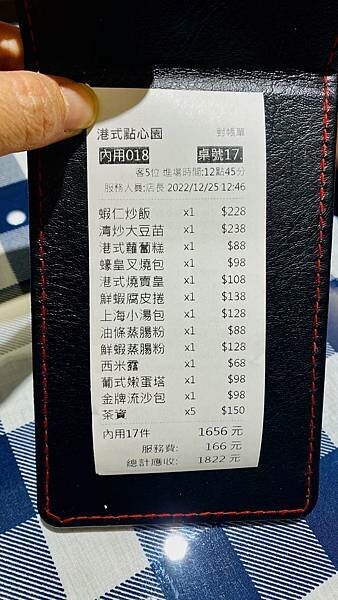 港式點心園 對帳單
內用018 桌號17.
客5位 進場時間:12點45分
服務人員:店長 2022/12/25 12:46
蝦仁炒飯 x1 $228
清炒大豆苗 x1 $238
港式蘿蔔糕 x1 $88
蠔皇叉燒包 x1 $98
港式燒賣皇 x1 $108
鮮蝦腐皮捲 x1 $138
上海小湯包 x1 $128
油條蒸腸粉 x1 $88
鮮蝦蒸腸粉 x1 $128
西米露 x1 $68
葡式嫩蛋塔 x1 $98
金牌流沙包 x1 $98
茶資 x5 $150
內用17件 1656 元
服務費: 166 元
總計應收: 1822 元